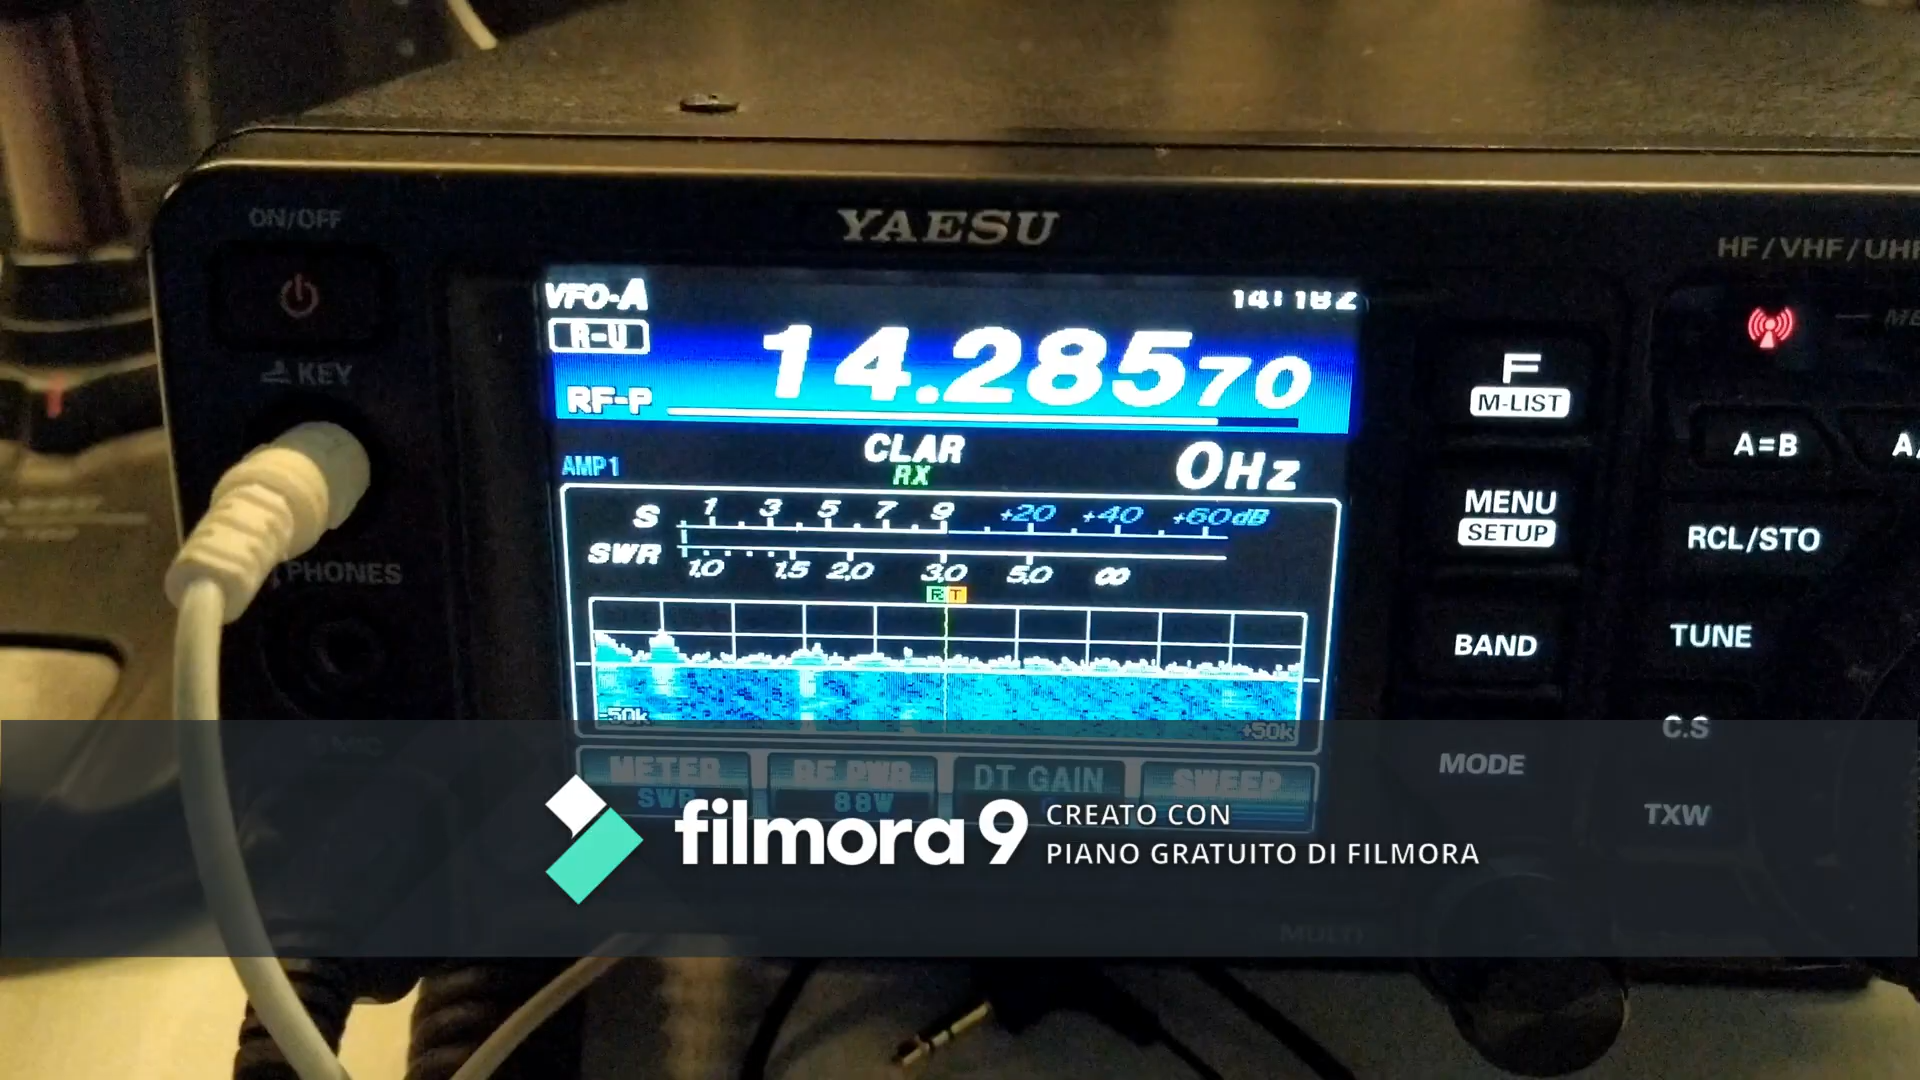 ON/OFF
YAESU
HF/VHF/UHF
VFO-A
R-U
14.28570
RF-P
KEY
F
M-LIST
A=B
CLAR
RX
0Hz
AMP1
S 1 3 5 7 9 +20 +40 +60dB
SWR
1.0 1.5 2.0 3.0 5.0 ∞
R T
MENU
SETUP
RCL/STO
PHONES
BAND
TUNE
-50k
+50k
C.S
MIC
METER RF PWR DT GAIN SWEEP
SWR 88W
MODE
TXW
filmora9
CREATO CON
PIANO GRATUITO DI FILMORA
MULTI